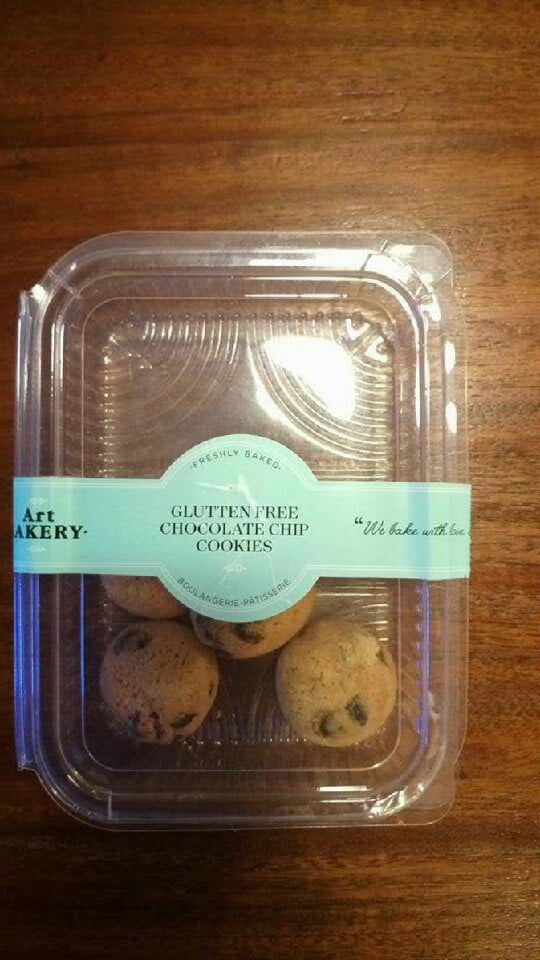 ·FRESHLY BAKED·
Art
AKERY·
GLUTTEN FREE
CHOCOLATE CHIP
COOKIES
"We bake with love
BOULANGERIE-PATISSERIE